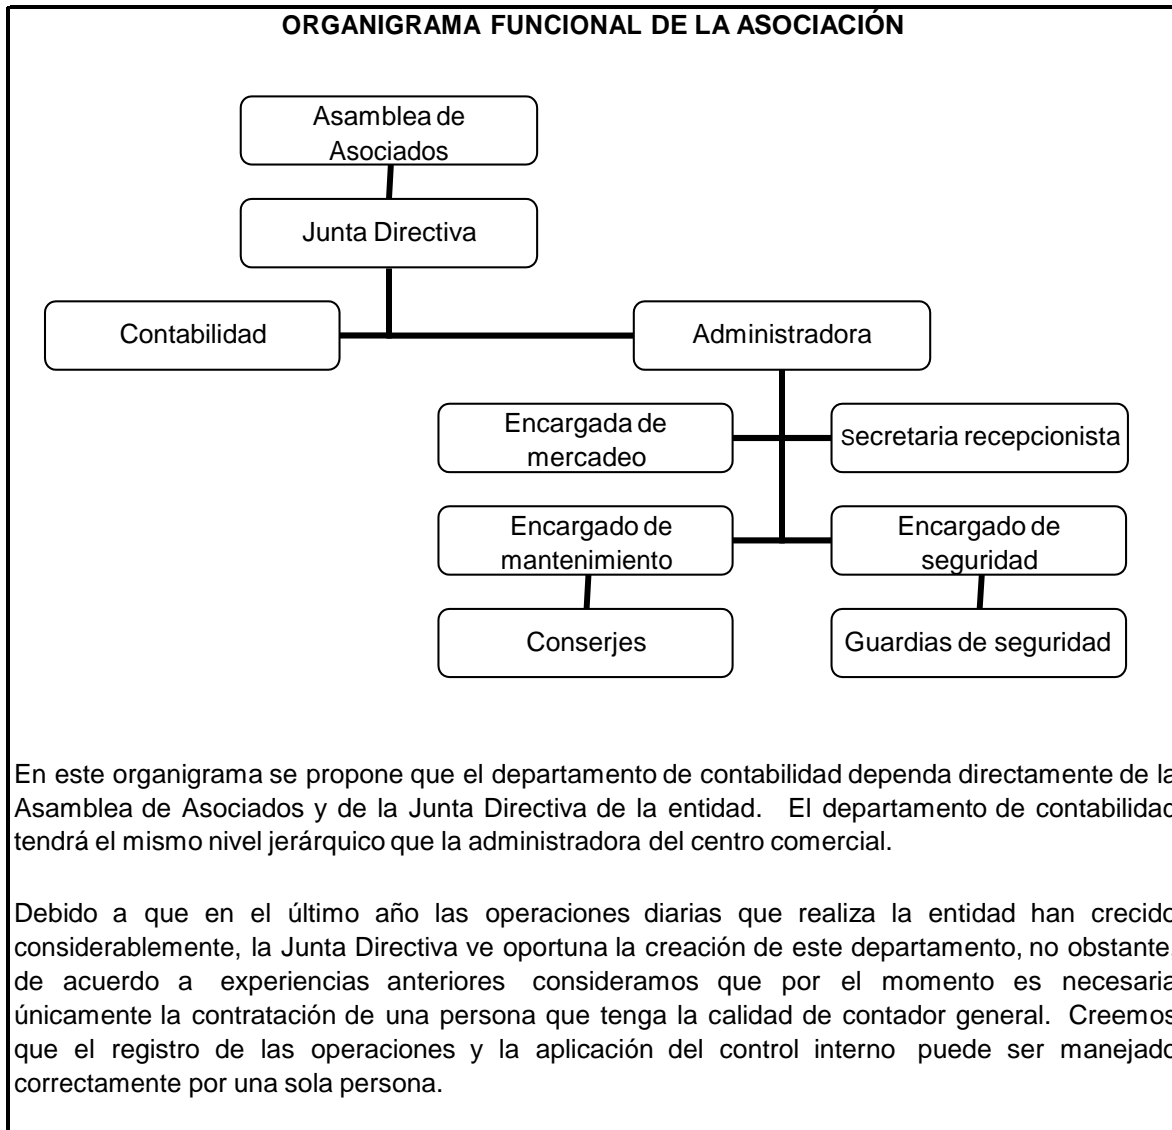 ORGANIGRAMA FUNCIONAL DE LA ASOCIACIÓN
Asamblea de
Asociados
Junta Directiva
Contabilidad
Administradora
Encargada de
mercadeo
Secretaria recepcionista
Encargado de
mantenimiento
Encargado de
seguridad
Conserjes
Guardias de seguridad
En este organigrama se propone que el departamento de contabilidad dependa directamente de la
Asamblea de Asociados y de la Junta Directiva de la entidad. El departamento de contabilidad
tendrá el mismo nivel jerárquico que la administradora del centro comercial.
Debido a que en el último año las operaciones diarias que realiza la entidad han crecido
considerablemente, la Junta Directiva ve oportuna la creación de este departamento, no obstante,
de acuerdo a experiencias anteriores consideramos que por el momento es necesaria
únicamente la contratación de una persona que tenga la calidad de contador general. Creemos
que el registro de las operaciones y la aplicación del control interno puede ser manejado
correctamente por una sola persona.